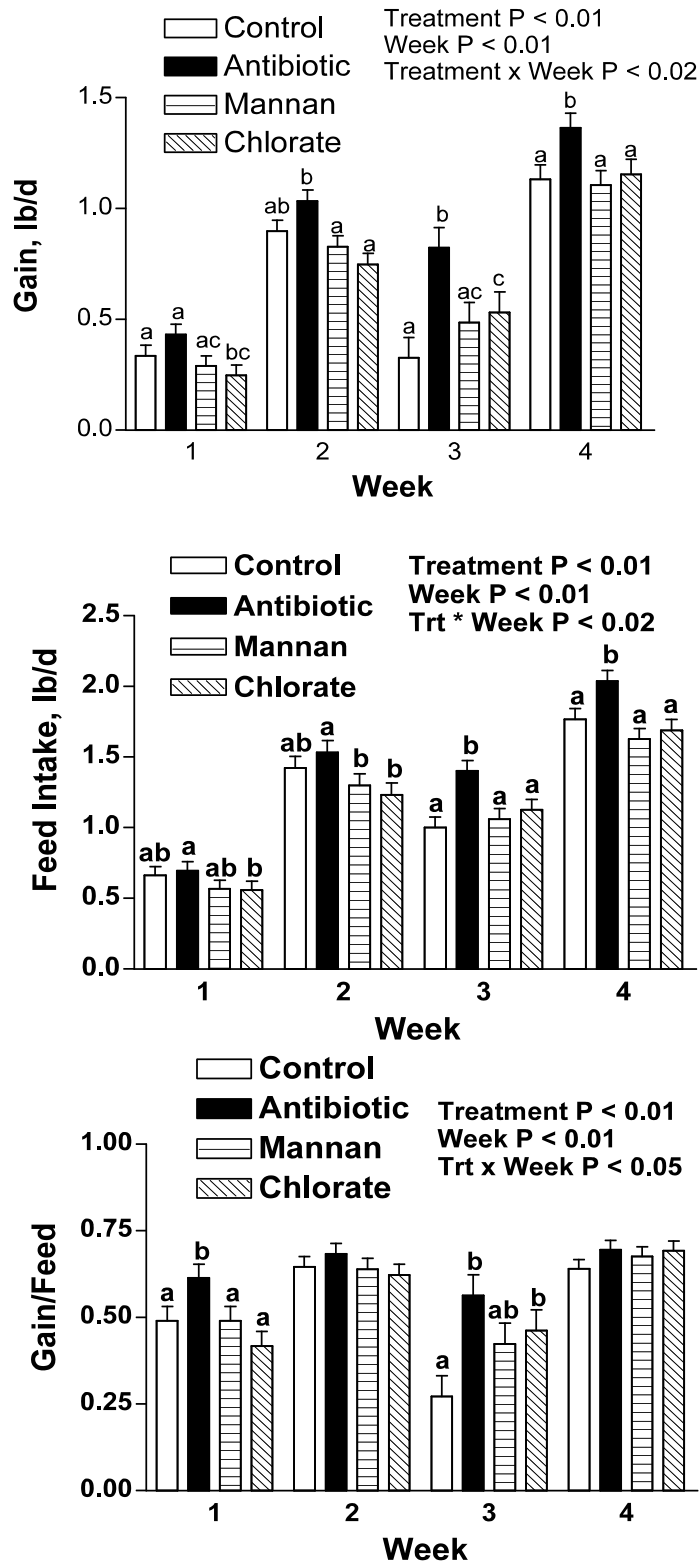 Control
Antibiotic
Mannan
Chlorate
Treatment P < 0.01
Week P < 0.01
Treatment x Week P < 0.02
Gain, lb/d
1.5
1.0
0.5
0.0
a a ac bc
ab b a a
a b ac c
a b a a
1 2 3 4
Week
Control
Antibiotic
Mannan
Chlorate
Treatment P < 0.01
Week P < 0.01
Trt * Week P < 0.02
Feed Intake, lb/d
2.5
2.0
1.5
1.0
0.5
0.0
ab a ab b
ab a b b
a b a a
a b a a
1 2 3 4
Week
Control
Antibiotic
Mannan
Chlorate
Treatment P < 0.01
Week P < 0.01
Trt x Week P < 0.05
Gain/Feed
1.00
0.75
0.50
0.25
0.00
a b a a
a b ab b
1 2 3 4
Week